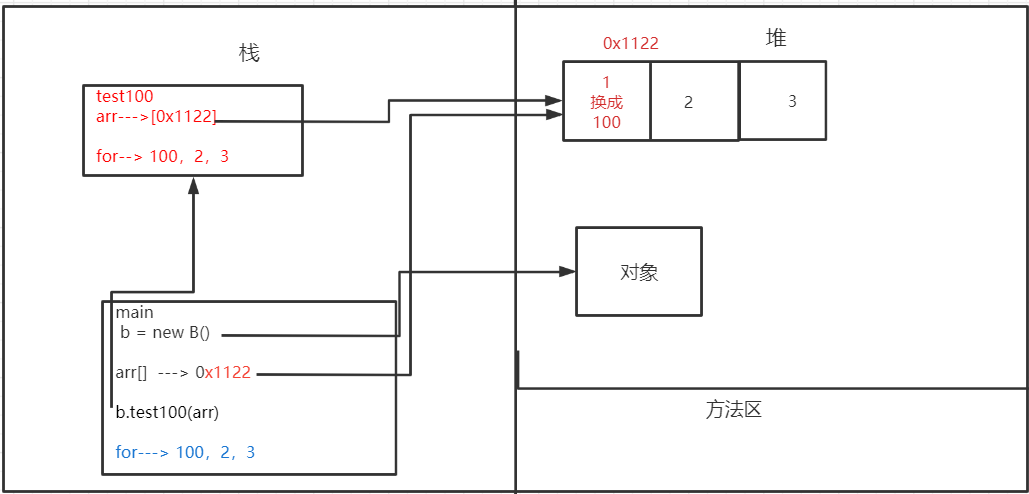 栈
test100
arr--->[0x1122]
for--> 100，2，3
main
b = new B()
arr[] ---> 0x1122
b.test100(arr)
for---> 100，2，3
0x1122
堆
1
换成
100
2
3
对象
方法区